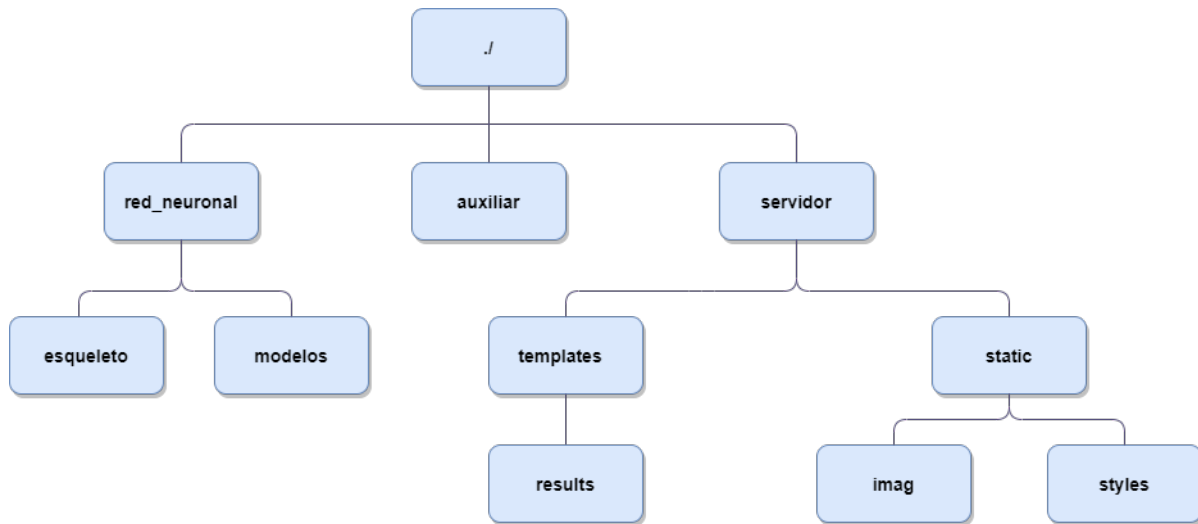 ./
red_neuronal
auxiliar
servidor
esqueleto
modelos
templates
static
results
imag
styles